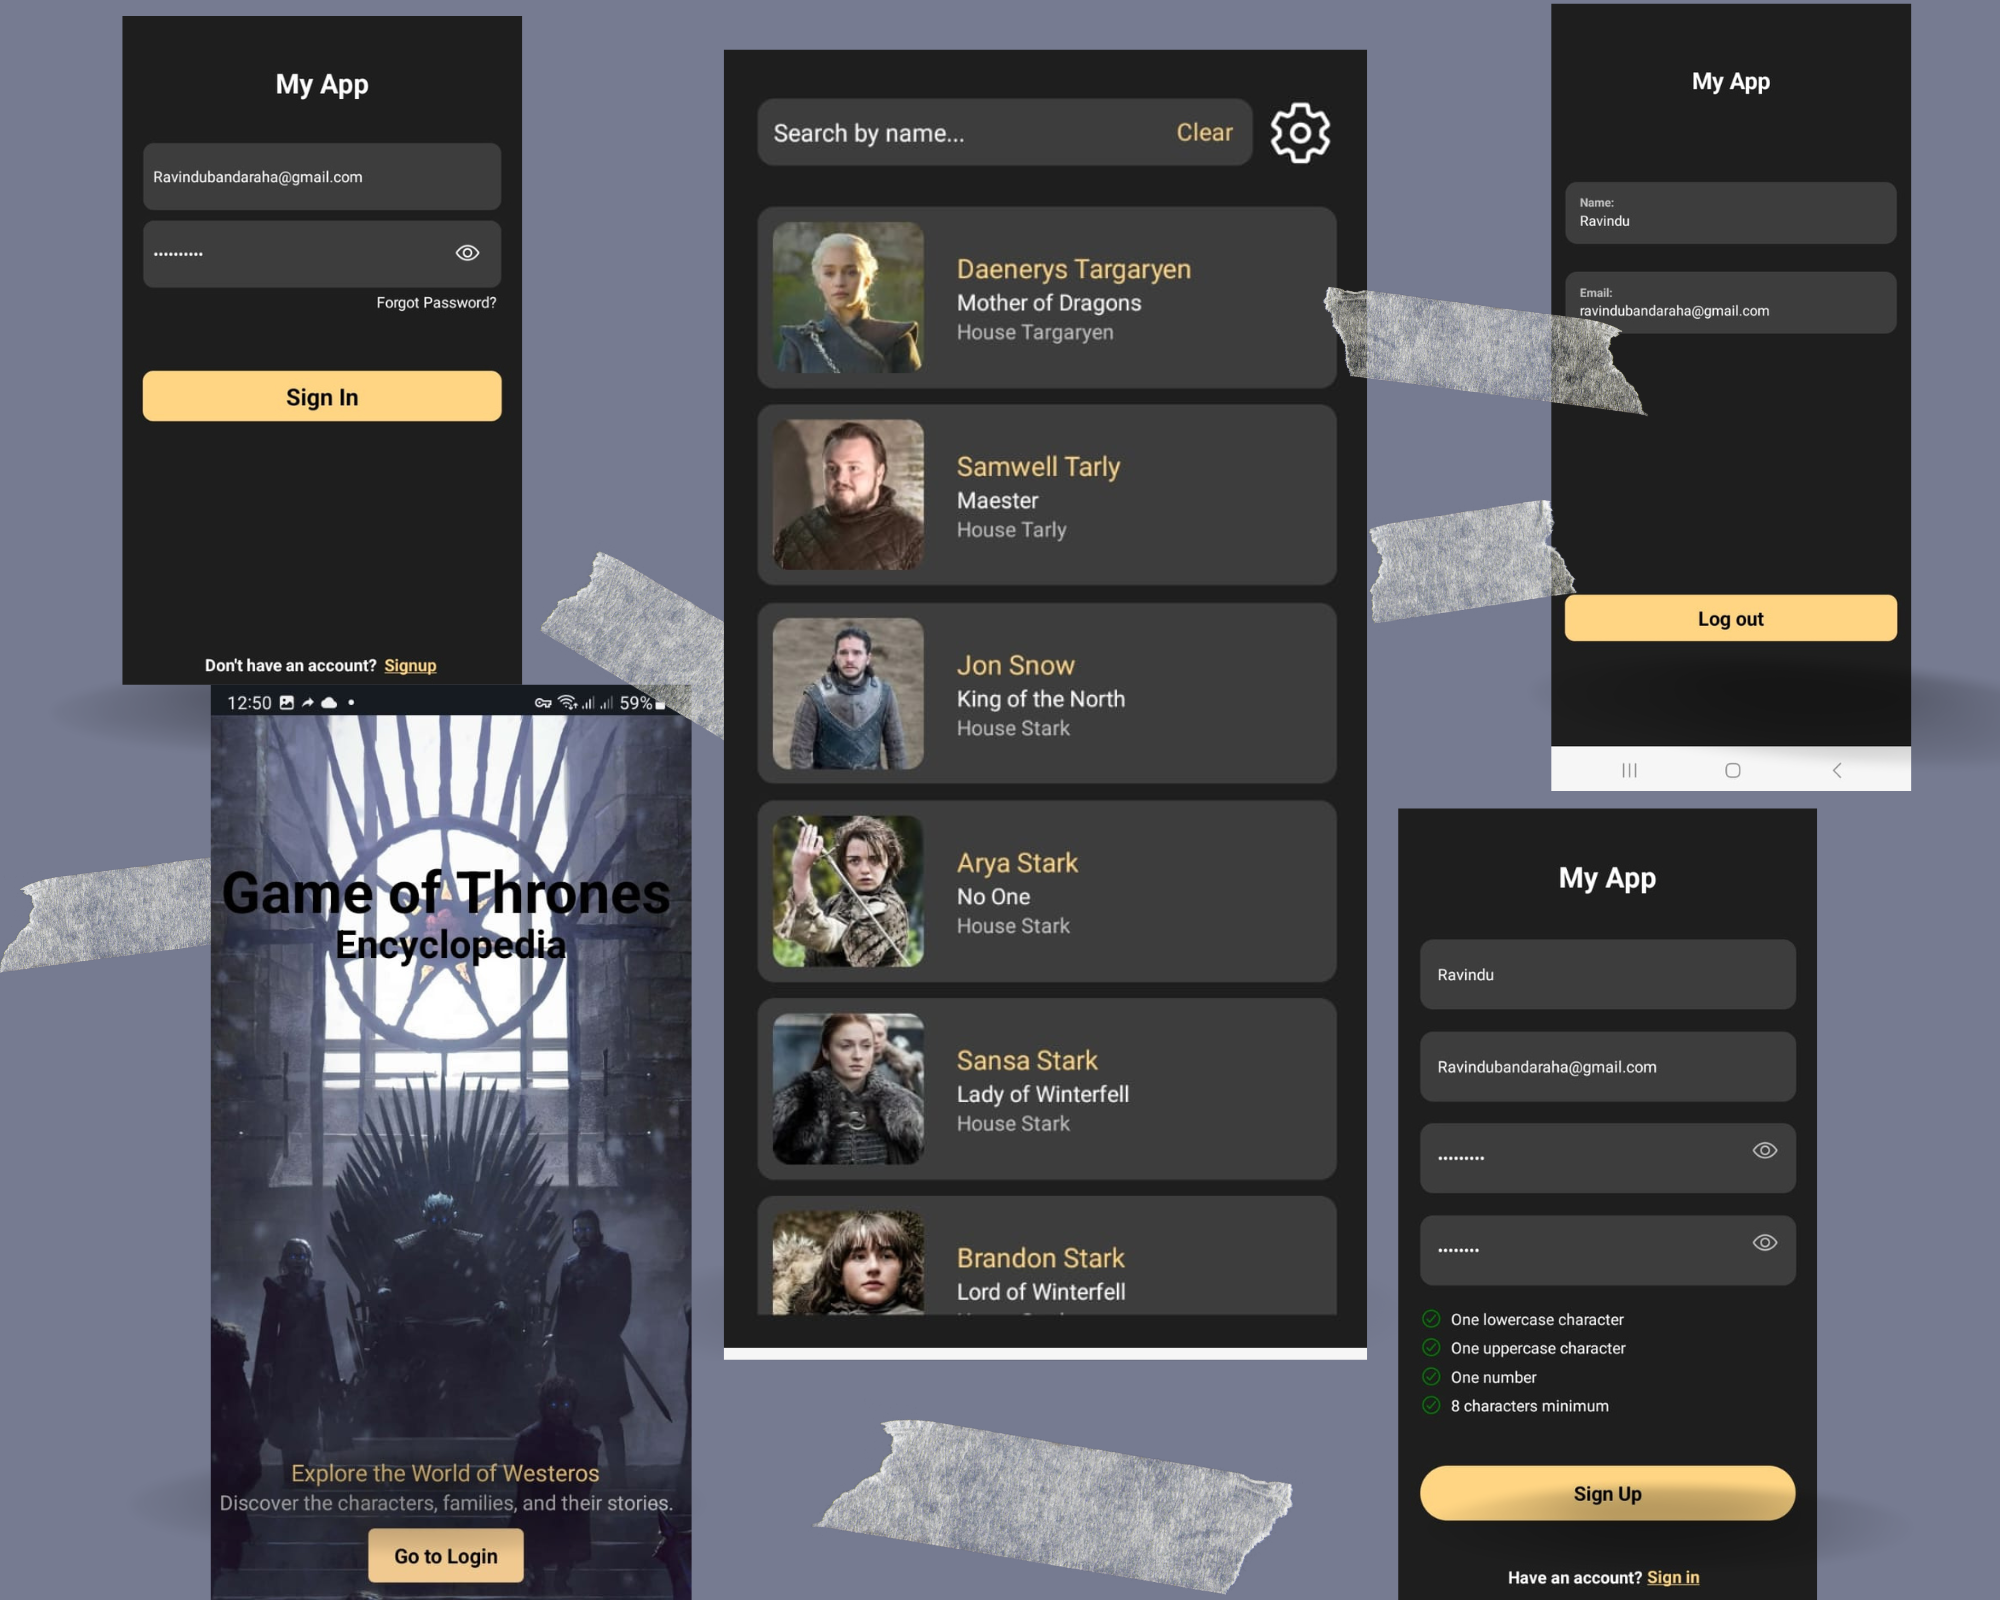 My App
Ravindubandaraha@gmail.com
••••••••••
Forgot Password?
Sign In
Don't have an account? Signup
12:50
59%
Game of Thrones
Encyclopedia
Explore the World of Westeros
Discover the characters, families, and their stories.
Go to Login
Search by name...
Clear
Daenerys Targaryen
Mother of Dragons
House Targaryen
Samwell Tarly
Maester
House Tarly
Jon Snow
King of the North
House Stark
Arya Stark
No One
House Stark
Sansa Stark
Lady of Winterfell
House Stark
Brandon Stark
Lord of Winterfell
My App
Name:
Ravindu
Email:
ravindubandaraha@gmail.com
Log out
My App
Ravindu
Ravindubandaraha@gmail.com
•••••••••
••••••••
One lowercase character
One uppercase character
One number
8 characters minimum
Sign Up
Have an account? Sign in